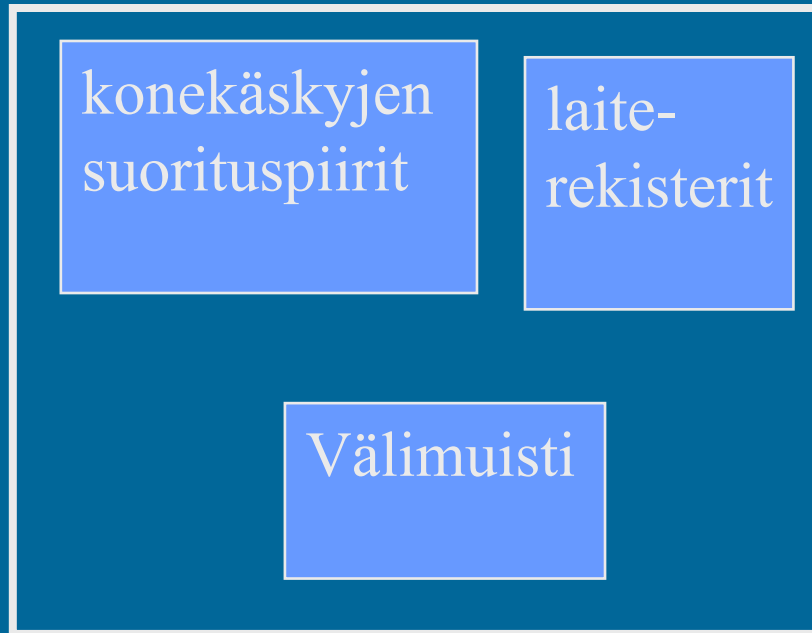 konekäskyjen
suorituspiirit
laite-
rekisterit
Välimuisti